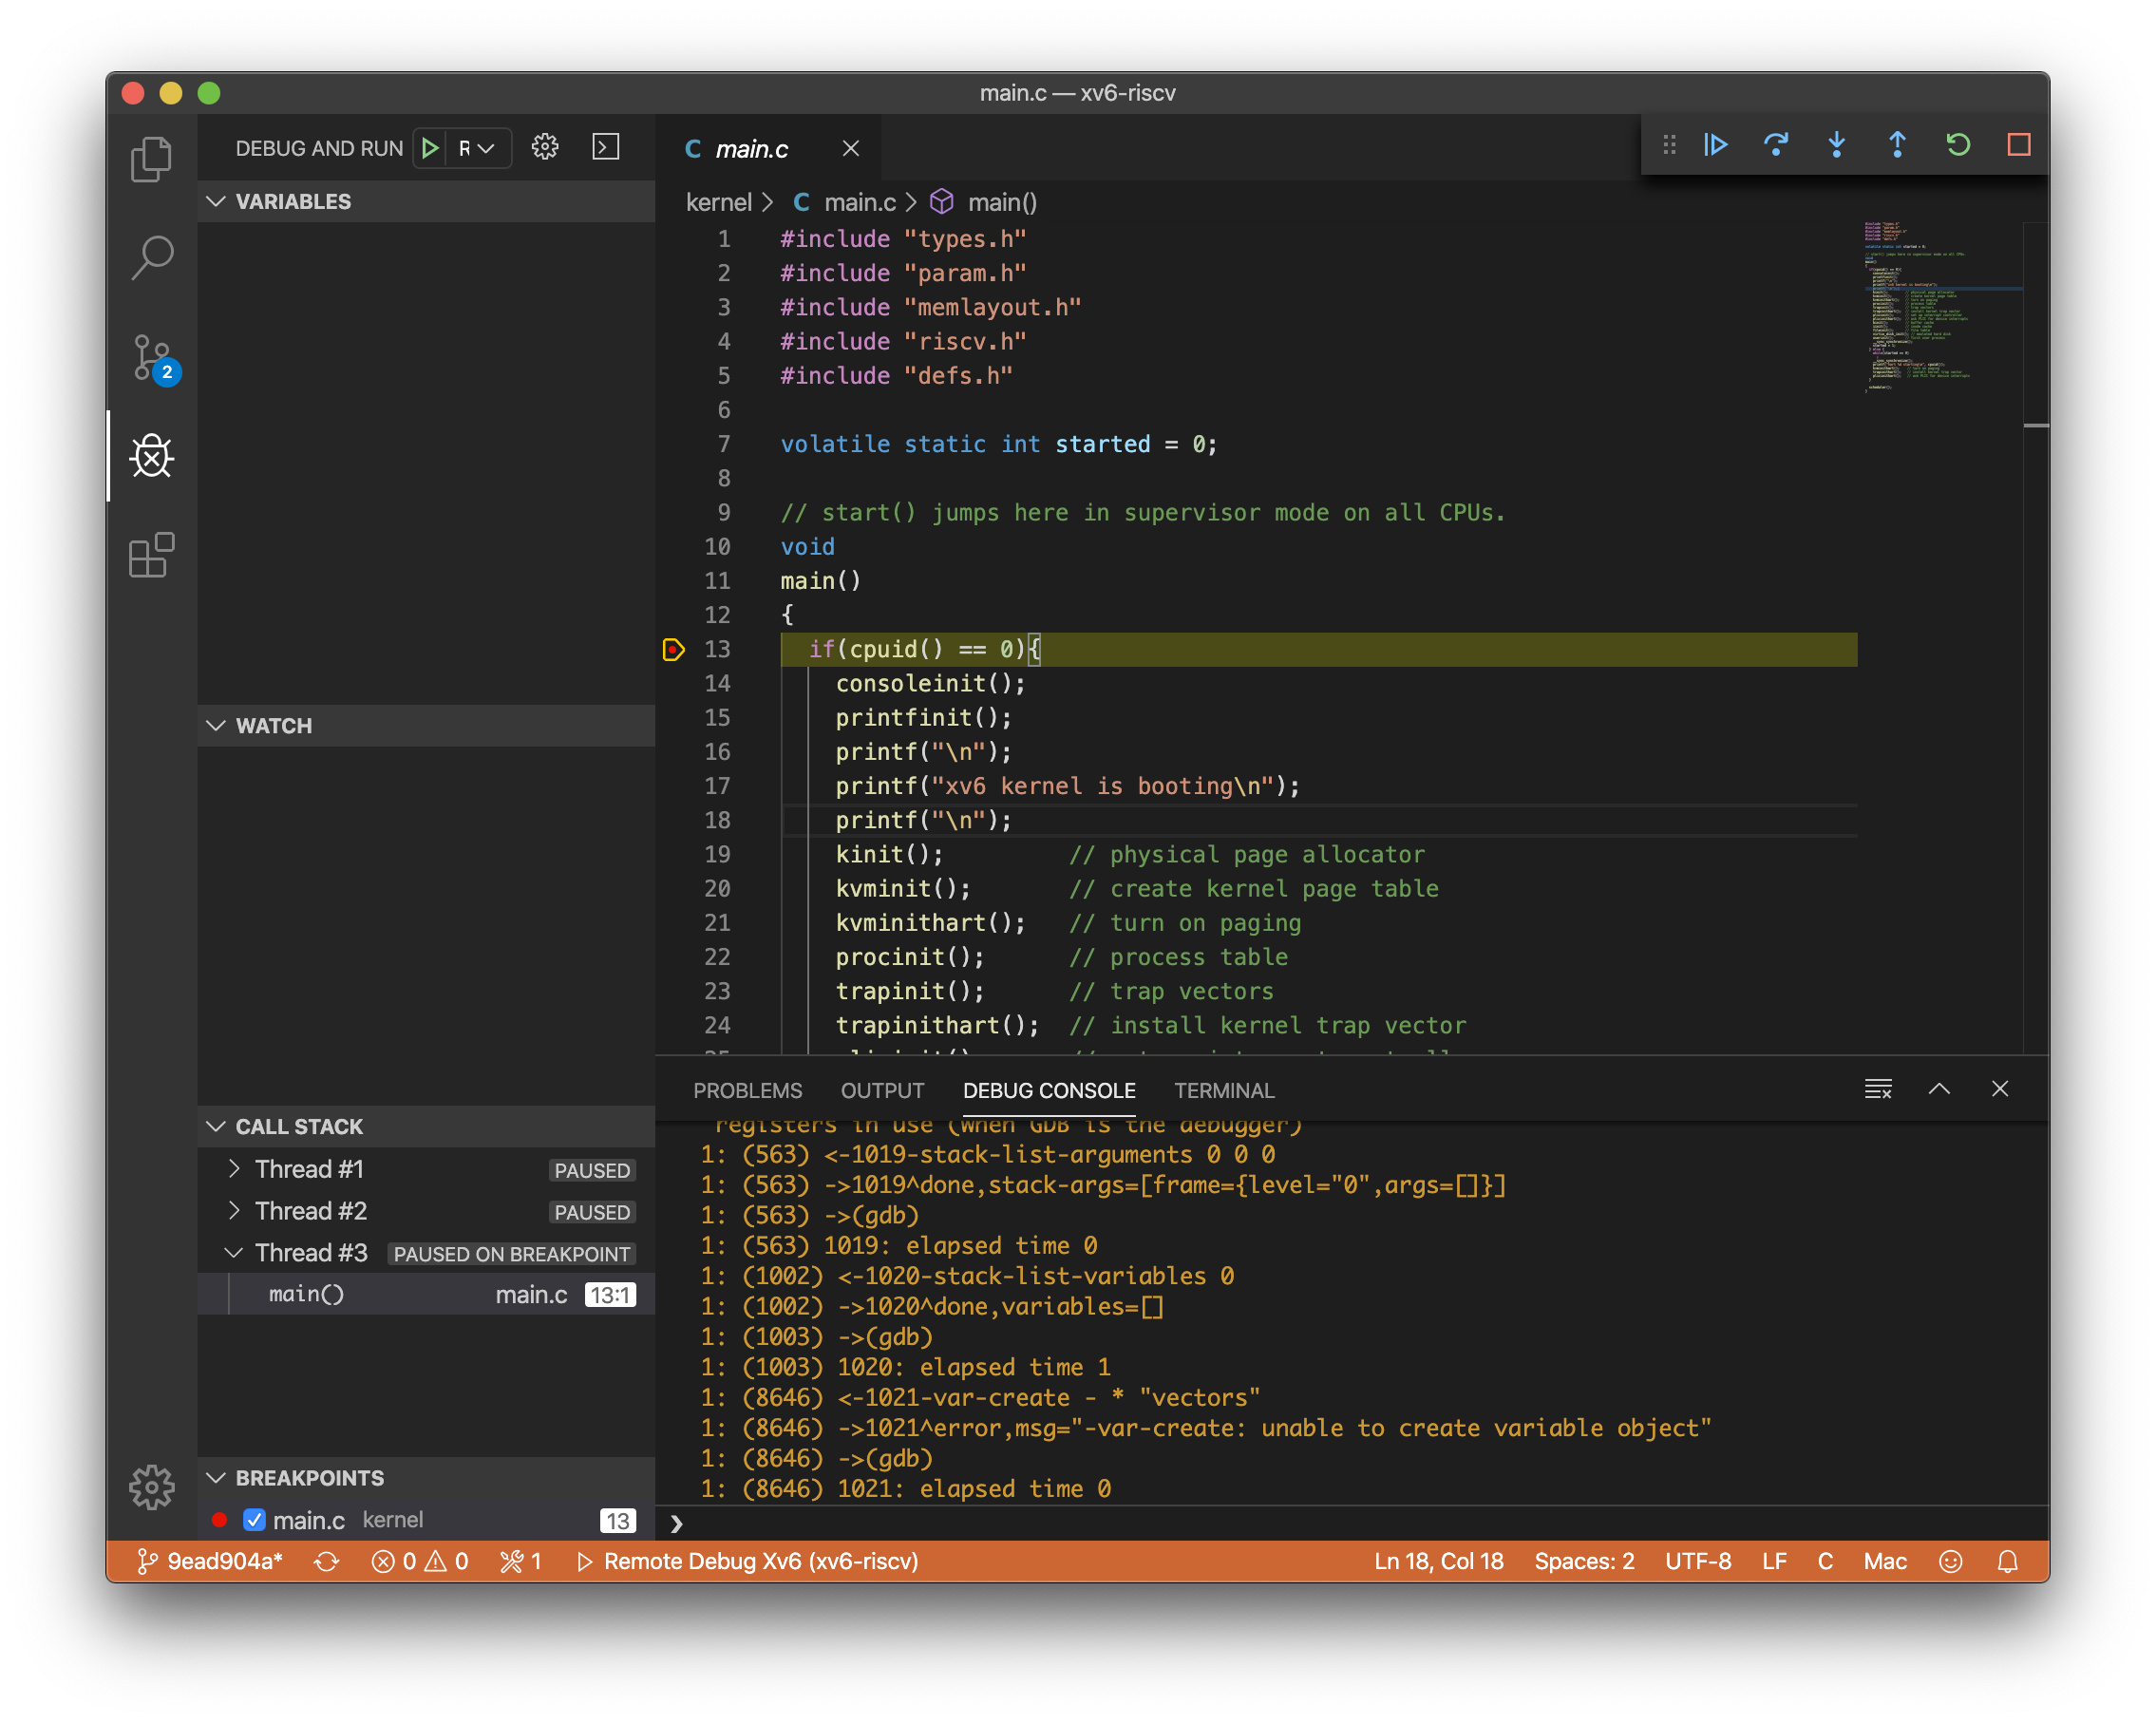 main.c — xv6-riscv
DEBUG AND RUN
VARIABLES
WATCH
CALL STACK
Thread #1 PAUSED
Thread #2 PAUSED
Thread #3 PAUSED ON BREAKPOINT
main() main.c 13:1
BREAKPOINTS
main.c kernel 13
2
C main.c
kernel > C main.c > main()
1 #include "types.h"
2 #include "param.h"
3 #include "memlayout.h"
4 #include "riscv.h"
5 #include "defs.h"
6
7 volatile static int started = 0;
8
9 // start() jumps here in supervisor mode on all CPUs.
10 void
11 main()
12 {
13 if(cpuid() == 0){
14 consoleinit();
15 printfinit();
16 printf("\n");
17 printf("xv6 kernel is booting\n");
18 printf("\n");
19 kinit(); // physical page allocator
20 kvminit(); // create kernel page table
21 kvminithart(); // turn on paging
22 procinit(); // process table
23 trapinit(); // trap vectors
24 trapinithart(); // install kernel trap vector
PROBLEMS OUTPUT DEBUG CONSOLE TERMINAL
registers in use (when GDB is the debugger)
1: (563) <-1019-stack-list-arguments 0 0 0
1: (563) ->1019^done,stack-args=[frame={level="0",args=[]}]
1: (563) ->(gdb)
1: (563) 1019: elapsed time 0
1: (1002) <-1020-stack-list-variables 0
1: (1002) ->1020^done,variables=[]
1: (1003) ->(gdb)
1: (1003) 1020: elapsed time 1
1: (8646) <-1021-var-create - * "vectors"
1: (8646) ->1021^error,msg="-var-create: unable to create variable object"
1: (8646) ->(gdb)
1: (8646) 1021: elapsed time 0
9ead904a* 0 0 1 Remote Debug Xv6 (xv6-riscv) Ln 18, Col 18 Spaces: 2 UTF-8 LF C Mac